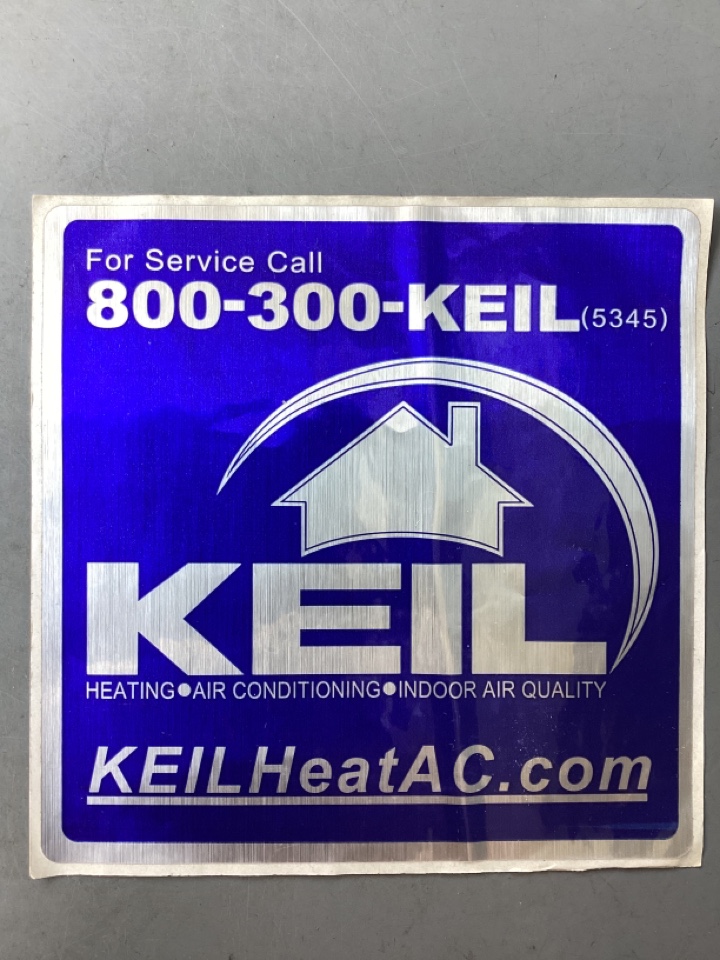 For Service Call
800-300-KEIL(5345)
KEIL
HEATING●AIR CONDITIONING●INDOOR AIR QUALITY
KEILHeatAC.com